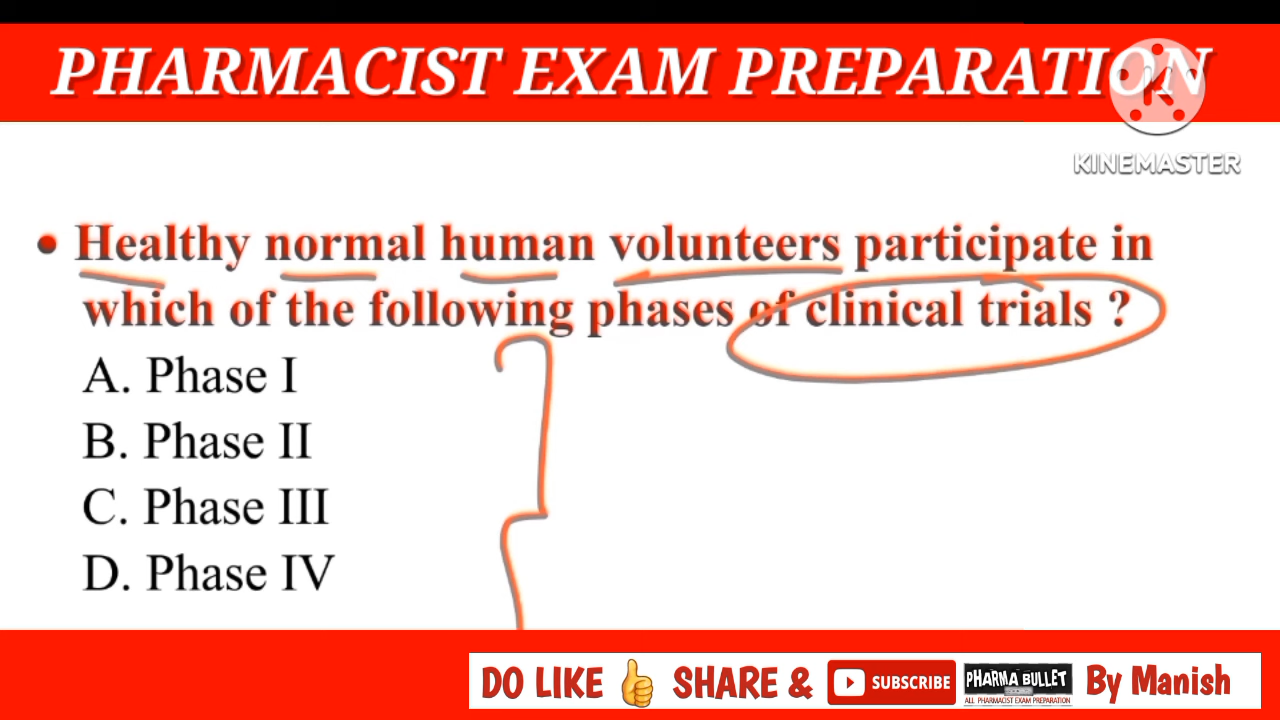 PHARMACIST EXAM PREPARATION
KINEMASTER
• Healthy normal human volunteers participate in
which of the following phases of clinical trials ?
A. Phase I
B. Phase II
C. Phase III
D. Phase IV
DO LIKE 👍 SHARE & SUBSCRIBE PHARMA BULLET By Manish
ALL PHARMACIST EXAM PREPARATION